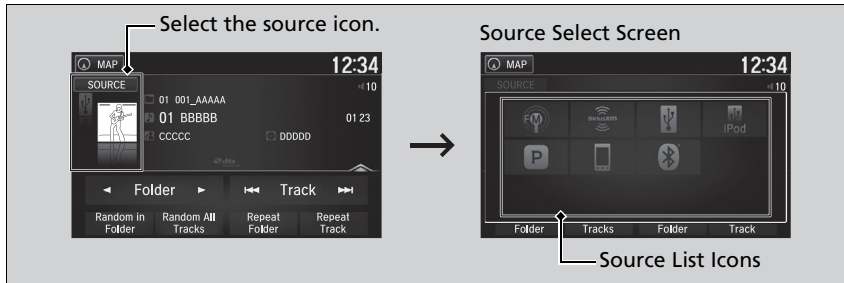 Select the source icon.
MAP
12:34
SOURCE
10
01 001_AAAAA
01 BBBBB
01 23
CCCCC
DDDDD
dts
Folder
Track
Random in Folder
Random All Tracks
Repeat Folder
Repeat Track
Source Select Screen
MAP
12:34
SOURCE
10
FM
SiriusXM
iPod
P
Folder
Tracks
Folder
Track
Source List Icons